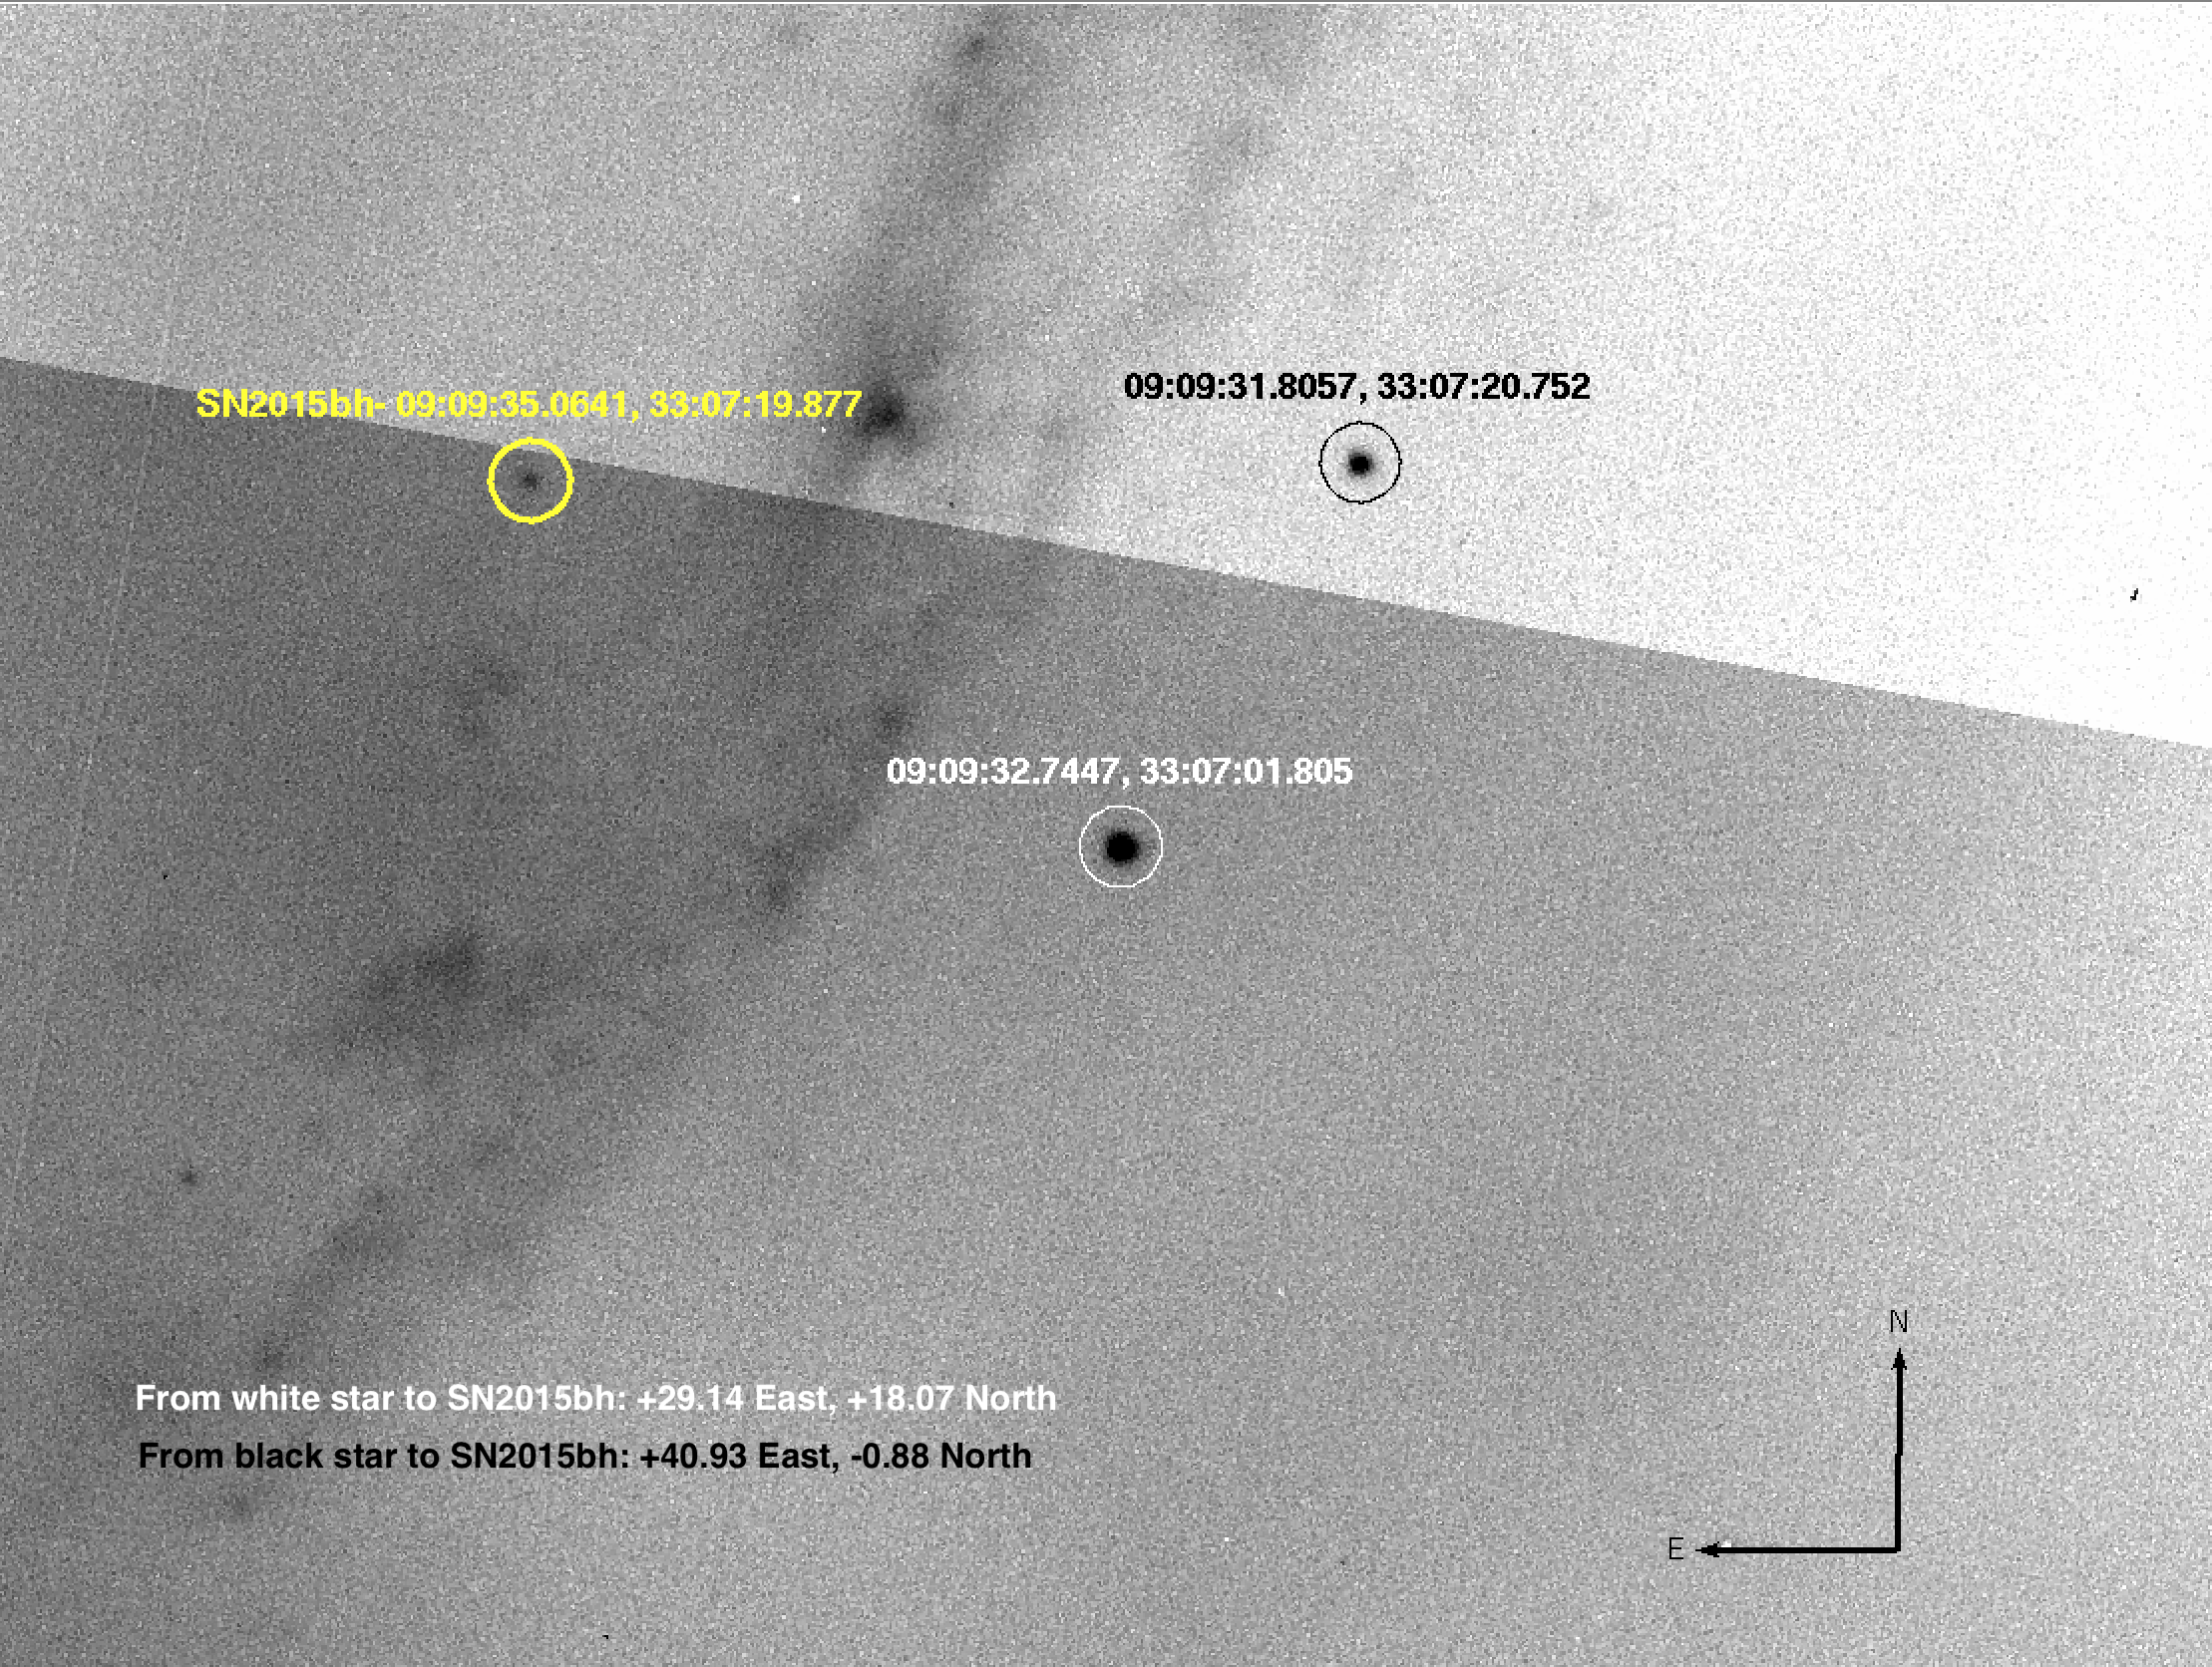 09:09:31.8057, 33:07:20.752
SN2015bh- 09:09:35.0641, 33:07:19.877
09:09:32.7447, 33:07:01.805
N
From white star to SN2015bh: +29.14 East, +18.07 North
From black star to SN2015bh: +40.93 East, -0.88 North
E